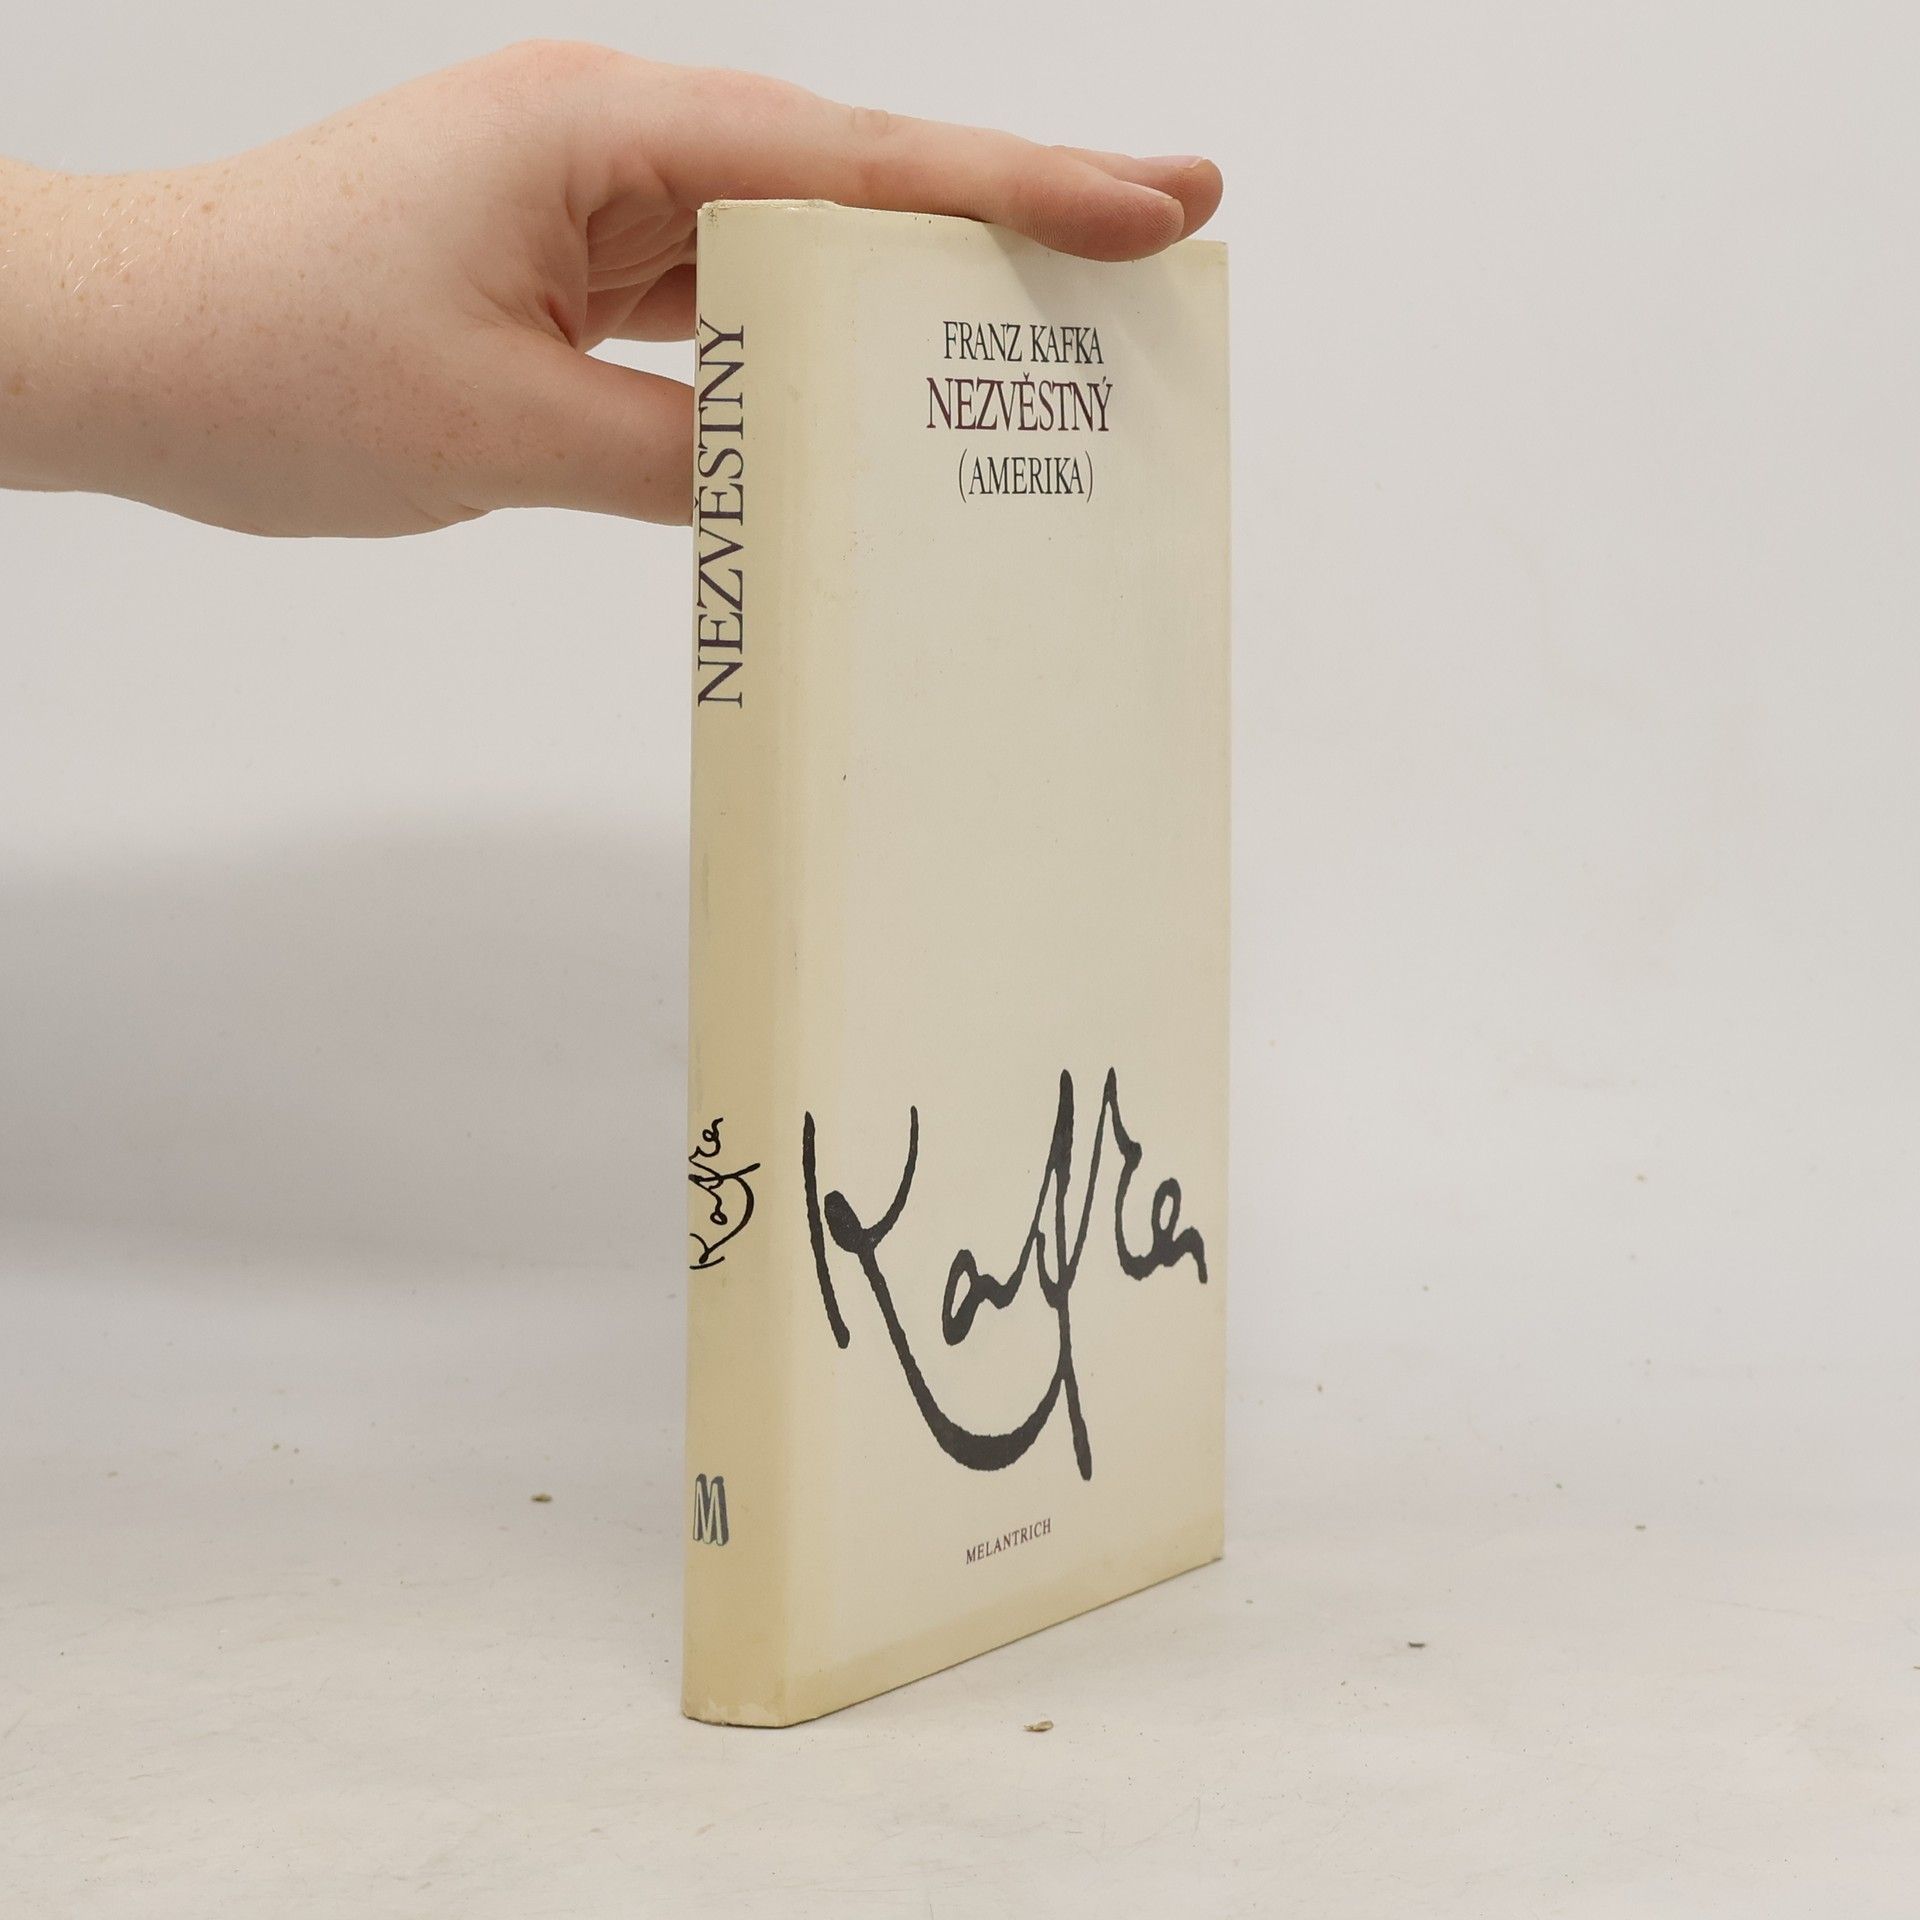 NEZVĚSTNÝ
Kafka
M
FRANZ KAFKA
NEZVĚSTNÝ
(AMERIKA)
Kafka
MELANTRICH